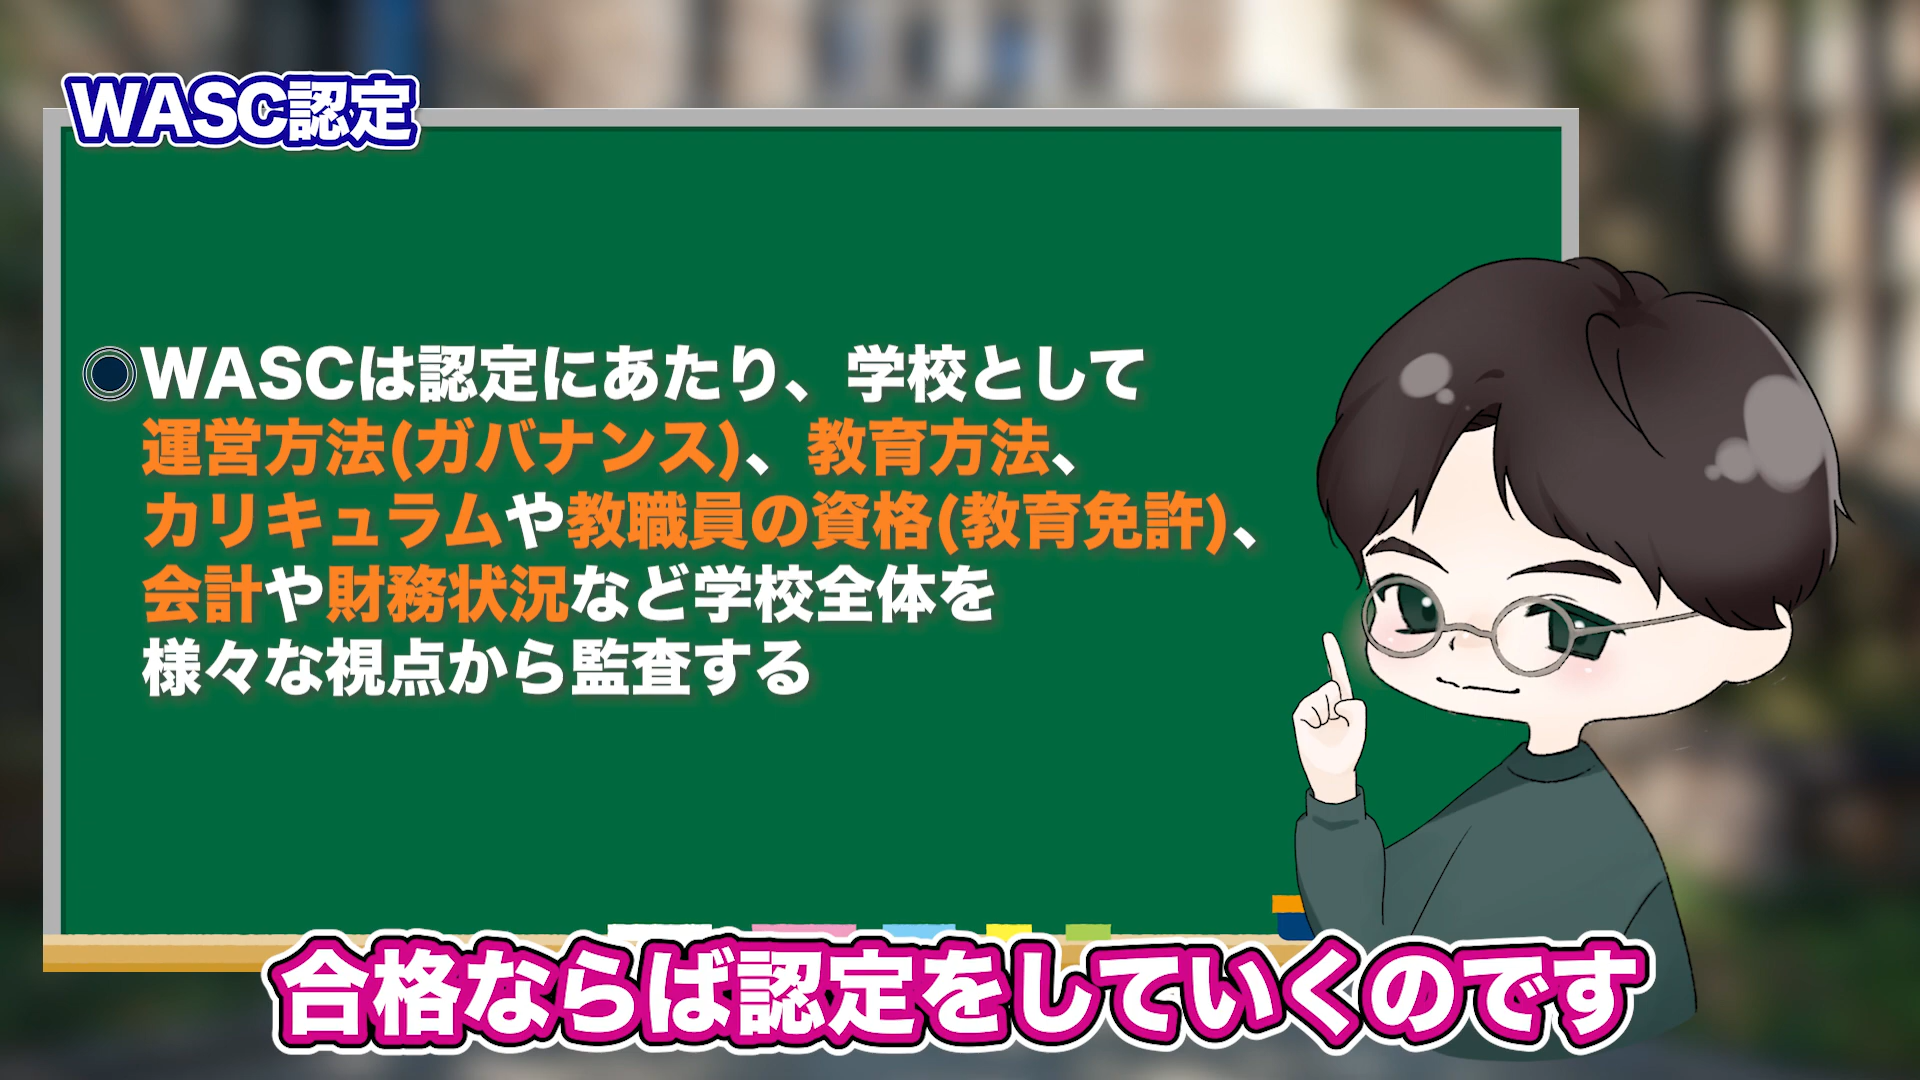 WASC認定
WASCは認定にあたり、学校として
運営方法(ガバナンス)、教育方法、
カリキュラムや教職員の資格(教育免許)、
会計や財務状況など学校全体を
様々な視点から監査する
合格ならば認定をしていくのです